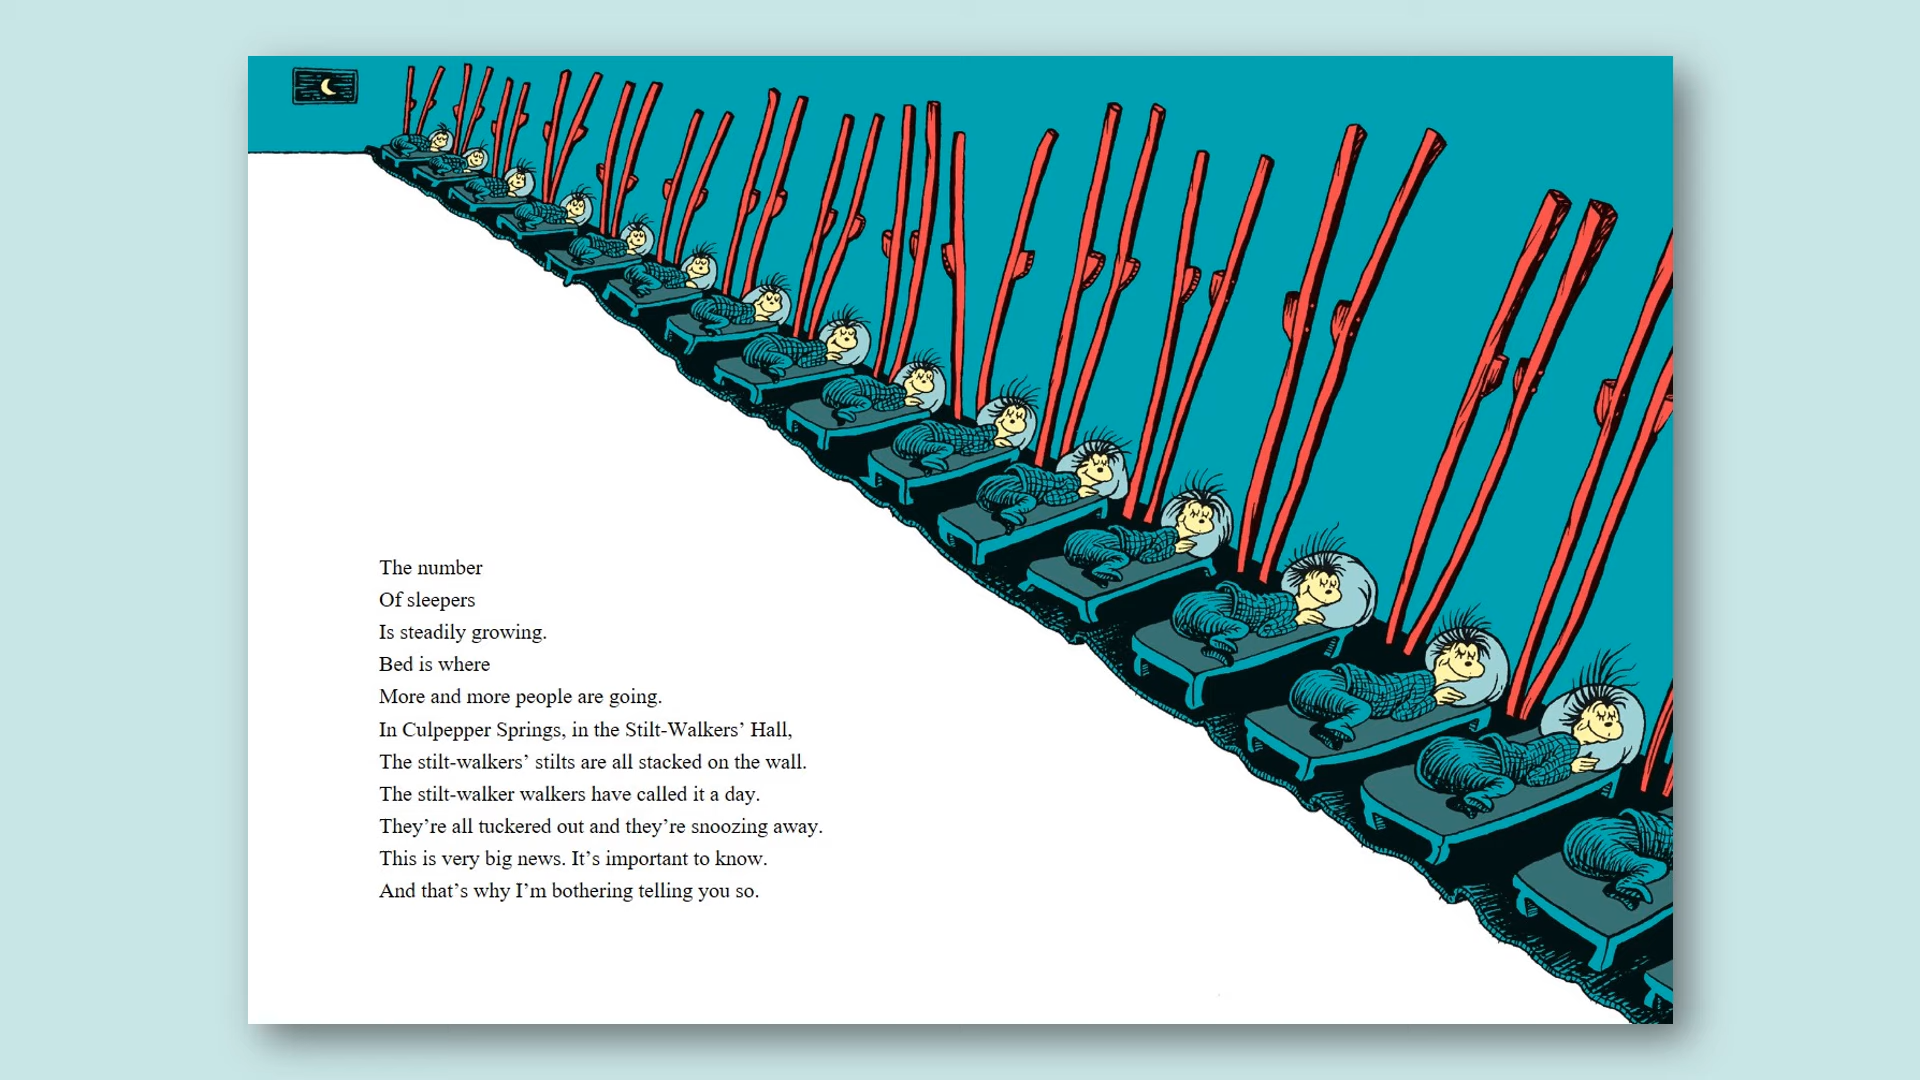 The number
Of sleepers
Is steadily growing.
Bed is where
More and more people are going.
In Culpepper Springs, in the Stilt-Walkers’ Hall,
The stilt-walkers’ stilts are all stacked on the wall.
The stilt-walker walkers have called it a day.
They’re all tuckered out and they’re snoozing away.
This is very big news. It’s important to know.
And that’s why I’m bothering telling you so.